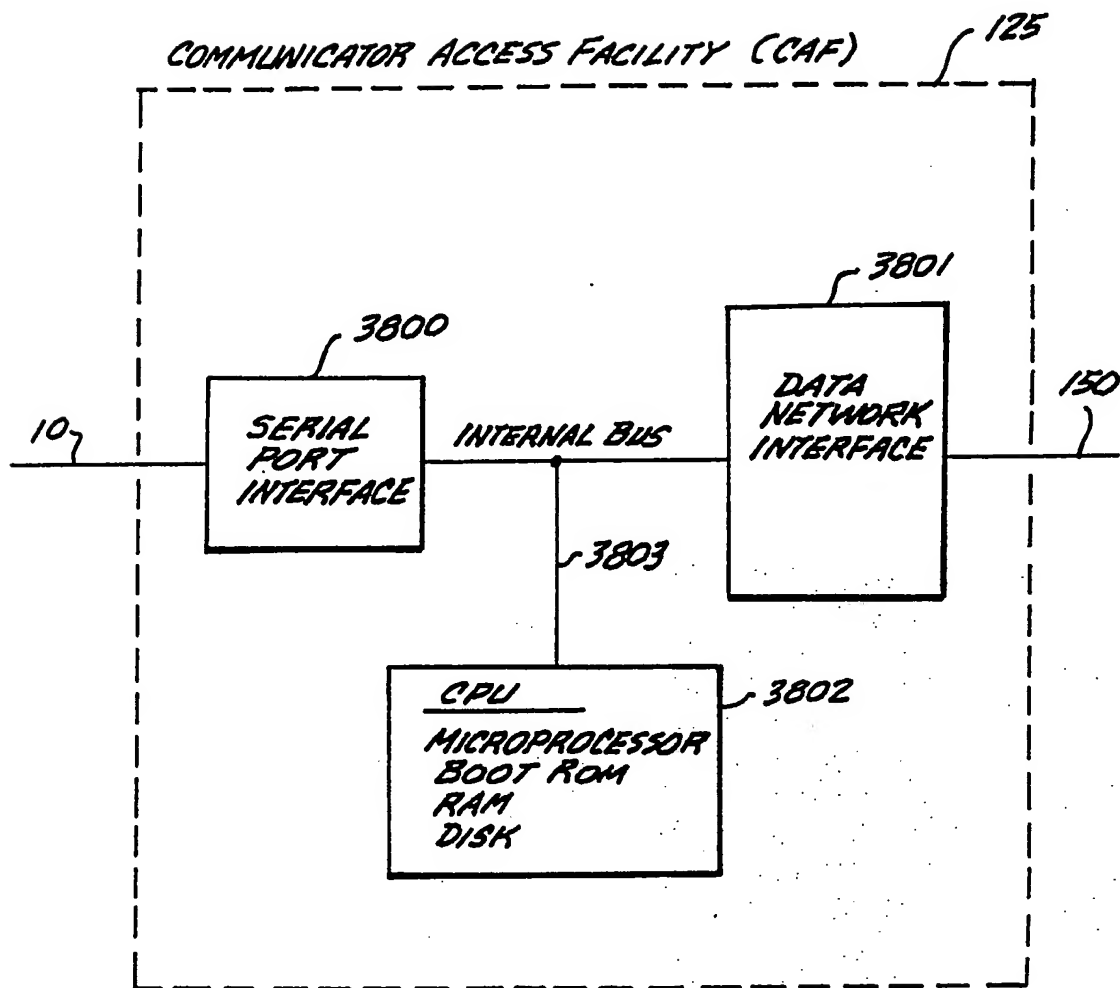 COMMUNICATOR ACCESS FACILITY (CAF)
125
3801
3800
DATA
NETWORK
INTERFACE
150
10
SERIAL
PORT
INTERFACE
INTERNAL BUS
3803
CPU
3802
MICROPROCESSOR
BOOT ROM
RAM
DISK